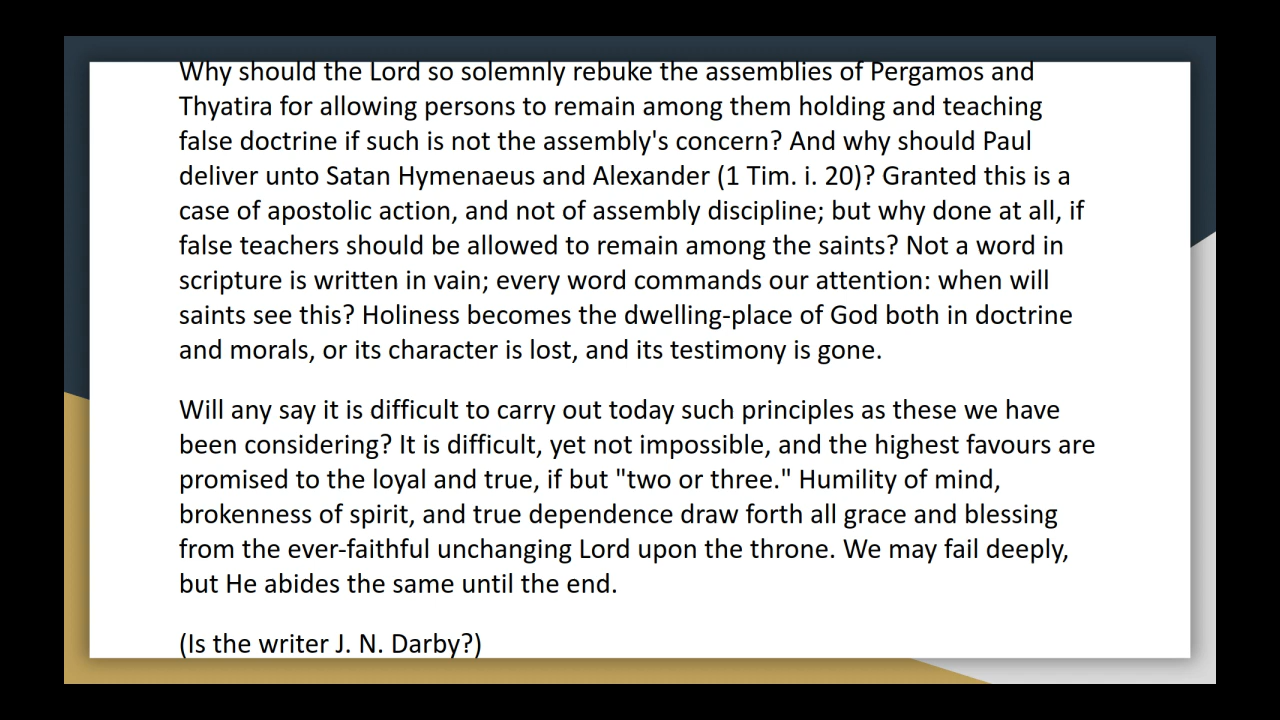 Why should the Lord so solemnly rebuke the assemblies of Pergamos and
Thyatira for allowing persons to remain among them holding and teaching
false doctrine if such is not the assembly's concern? And why should Paul
deliver unto Satan Hymenaeus and Alexander (1 Tim. i. 20)? Granted this is a
case of apostolic action, and not of assembly discipline; but why done at all, if
false teachers should be allowed to remain among the saints? Not a word in
scripture is written in vain; every word commands our attention: when will
saints see this? Holiness becomes the dwelling-place of God both in doctrine
and morals, or its character is lost, and its testimony is gone.
Will any say it is difficult to carry out today such principles as these we have
been considering? It is difficult, yet not impossible, and the highest favours are
promised to the loyal and true, if but "two or three." Humility of mind,
brokenness of spirit, and true dependence draw forth all grace and blessing
from the ever-faithful unchanging Lord upon the throne. We may fail deeply,
but He abides the same until the end.
(Is the writer J. N. Darby?)